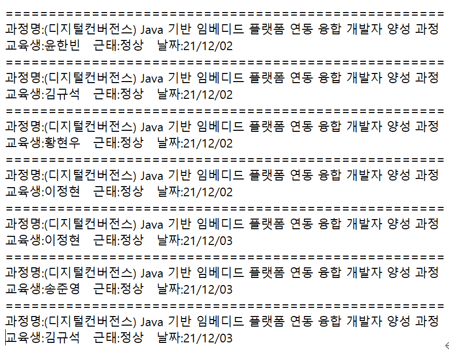 ==================================================
과정명:(디지털컨버전스) Java 기반 임베디드 플랫폼 연동 융합 개발자 양성 과정
교육생:윤한빈 근태:정상 날짜:21/12/02
==================================================
과정명:(디지털컨버전스) Java 기반 임베디드 플랫폼 연동 융합 개발자 양성 과정
교육생:김규석 근태:정상 날짜:21/12/02
==================================================
과정명:(디지털컨버전스) Java 기반 임베디드 플랫폼 연동 융합 개발자 양성 과정
교육생:황현우 근태:정상 날짜:21/12/02
==================================================
과정명:(디지털컨버전스) Java 기반 임베디드 플랫폼 연동 융합 개발자 양성 과정
교육생:이정현 근태:정상 날짜:21/12/02
==================================================
과정명:(디지털컨버전스) Java 기반 임베디드 플랫폼 연동 융합 개발자 양성 과정
교육생:이정현 근태:정상 날짜:21/12/03
==================================================
과정명:(디지털컨버전스) Java 기반 임베디드 플랫폼 연동 융합 개발자 양성 과정
교육생:송준영 근태:정상 날짜:21/12/03
==================================================
과정명:(디지털컨버전스) Java 기반 임베디드 플랫폼 연동 융합 개발자 양성 과정
교육생:김규석 근태:정상 날짜:21/12/03